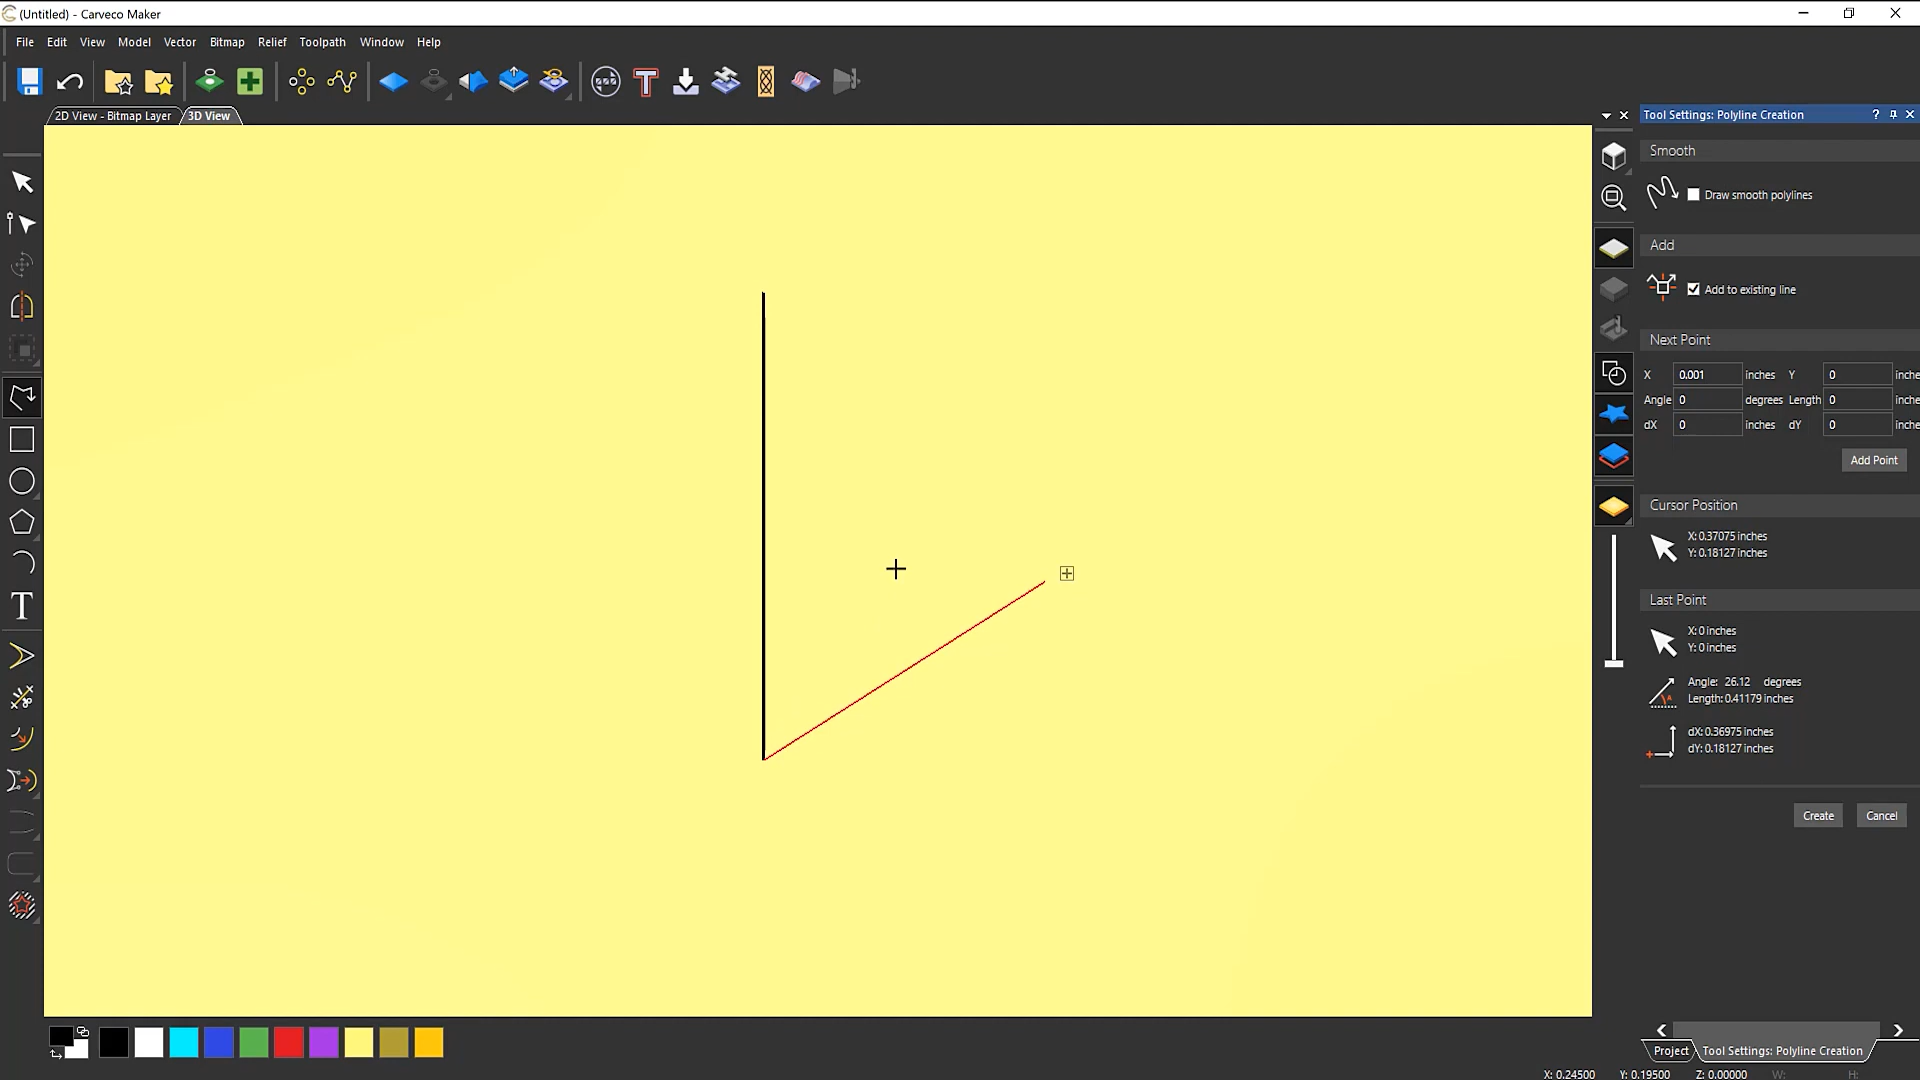 (Untitled) - Carveco Maker
File Edit View Model Vector Bitmap Relief Toolpath Window Help
2D View - Bitmap Layer 3D View
Tool Settings: Polyline Creation
Smooth
Draw smooth polylines
Add
Add to existing line
Next Point
X 0.001 inches Y 0 inche
Angle 0 degrees Length 0 inche
dX 0 inches dY 0 inche
Add Point
Cursor Position
X: 0.37075 inches
Y: 0.18127 inches
Last Point
X: 0 inches
Y: 0 inches
Angle: 26.12 degrees
Length: 0.41179 inches
dX: 0.36975 inches
dY: 0.18127 inches
Create Cancel
Project Tool Settings: Polyline Creation
X: 0.24500 Y: 0.19500 Z: 0.00000 W: H: